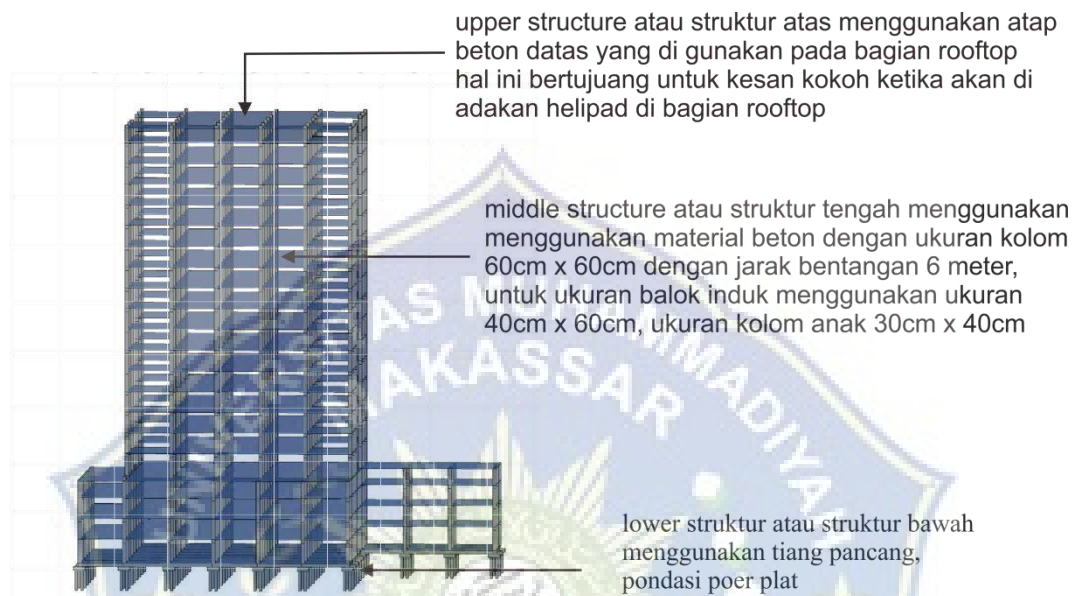 upper structure atau struktur atas menggunakan atap
beton datas yang di gunakan pada bagian rooftop
hal ini bertujuang untuk kesan kokoh ketika akan di
adakan helipad di bagian rooftop
middle structure atau struktur tengah menggunakan
menggunakan material beton dengan ukuran kolom
60cm x 60cm dengan jarak bentangan 6 meter,
untuk ukuran balok induk menggunakan ukuran
40cm x 60cm, ukuran kolom anak 30cm x 40cm
UNIVERSITAS MUHAMMADIYAH
MAKASSAR
lower struktur atau struktur bawah
menggunakan tiang pancang,
pondasi poer plat